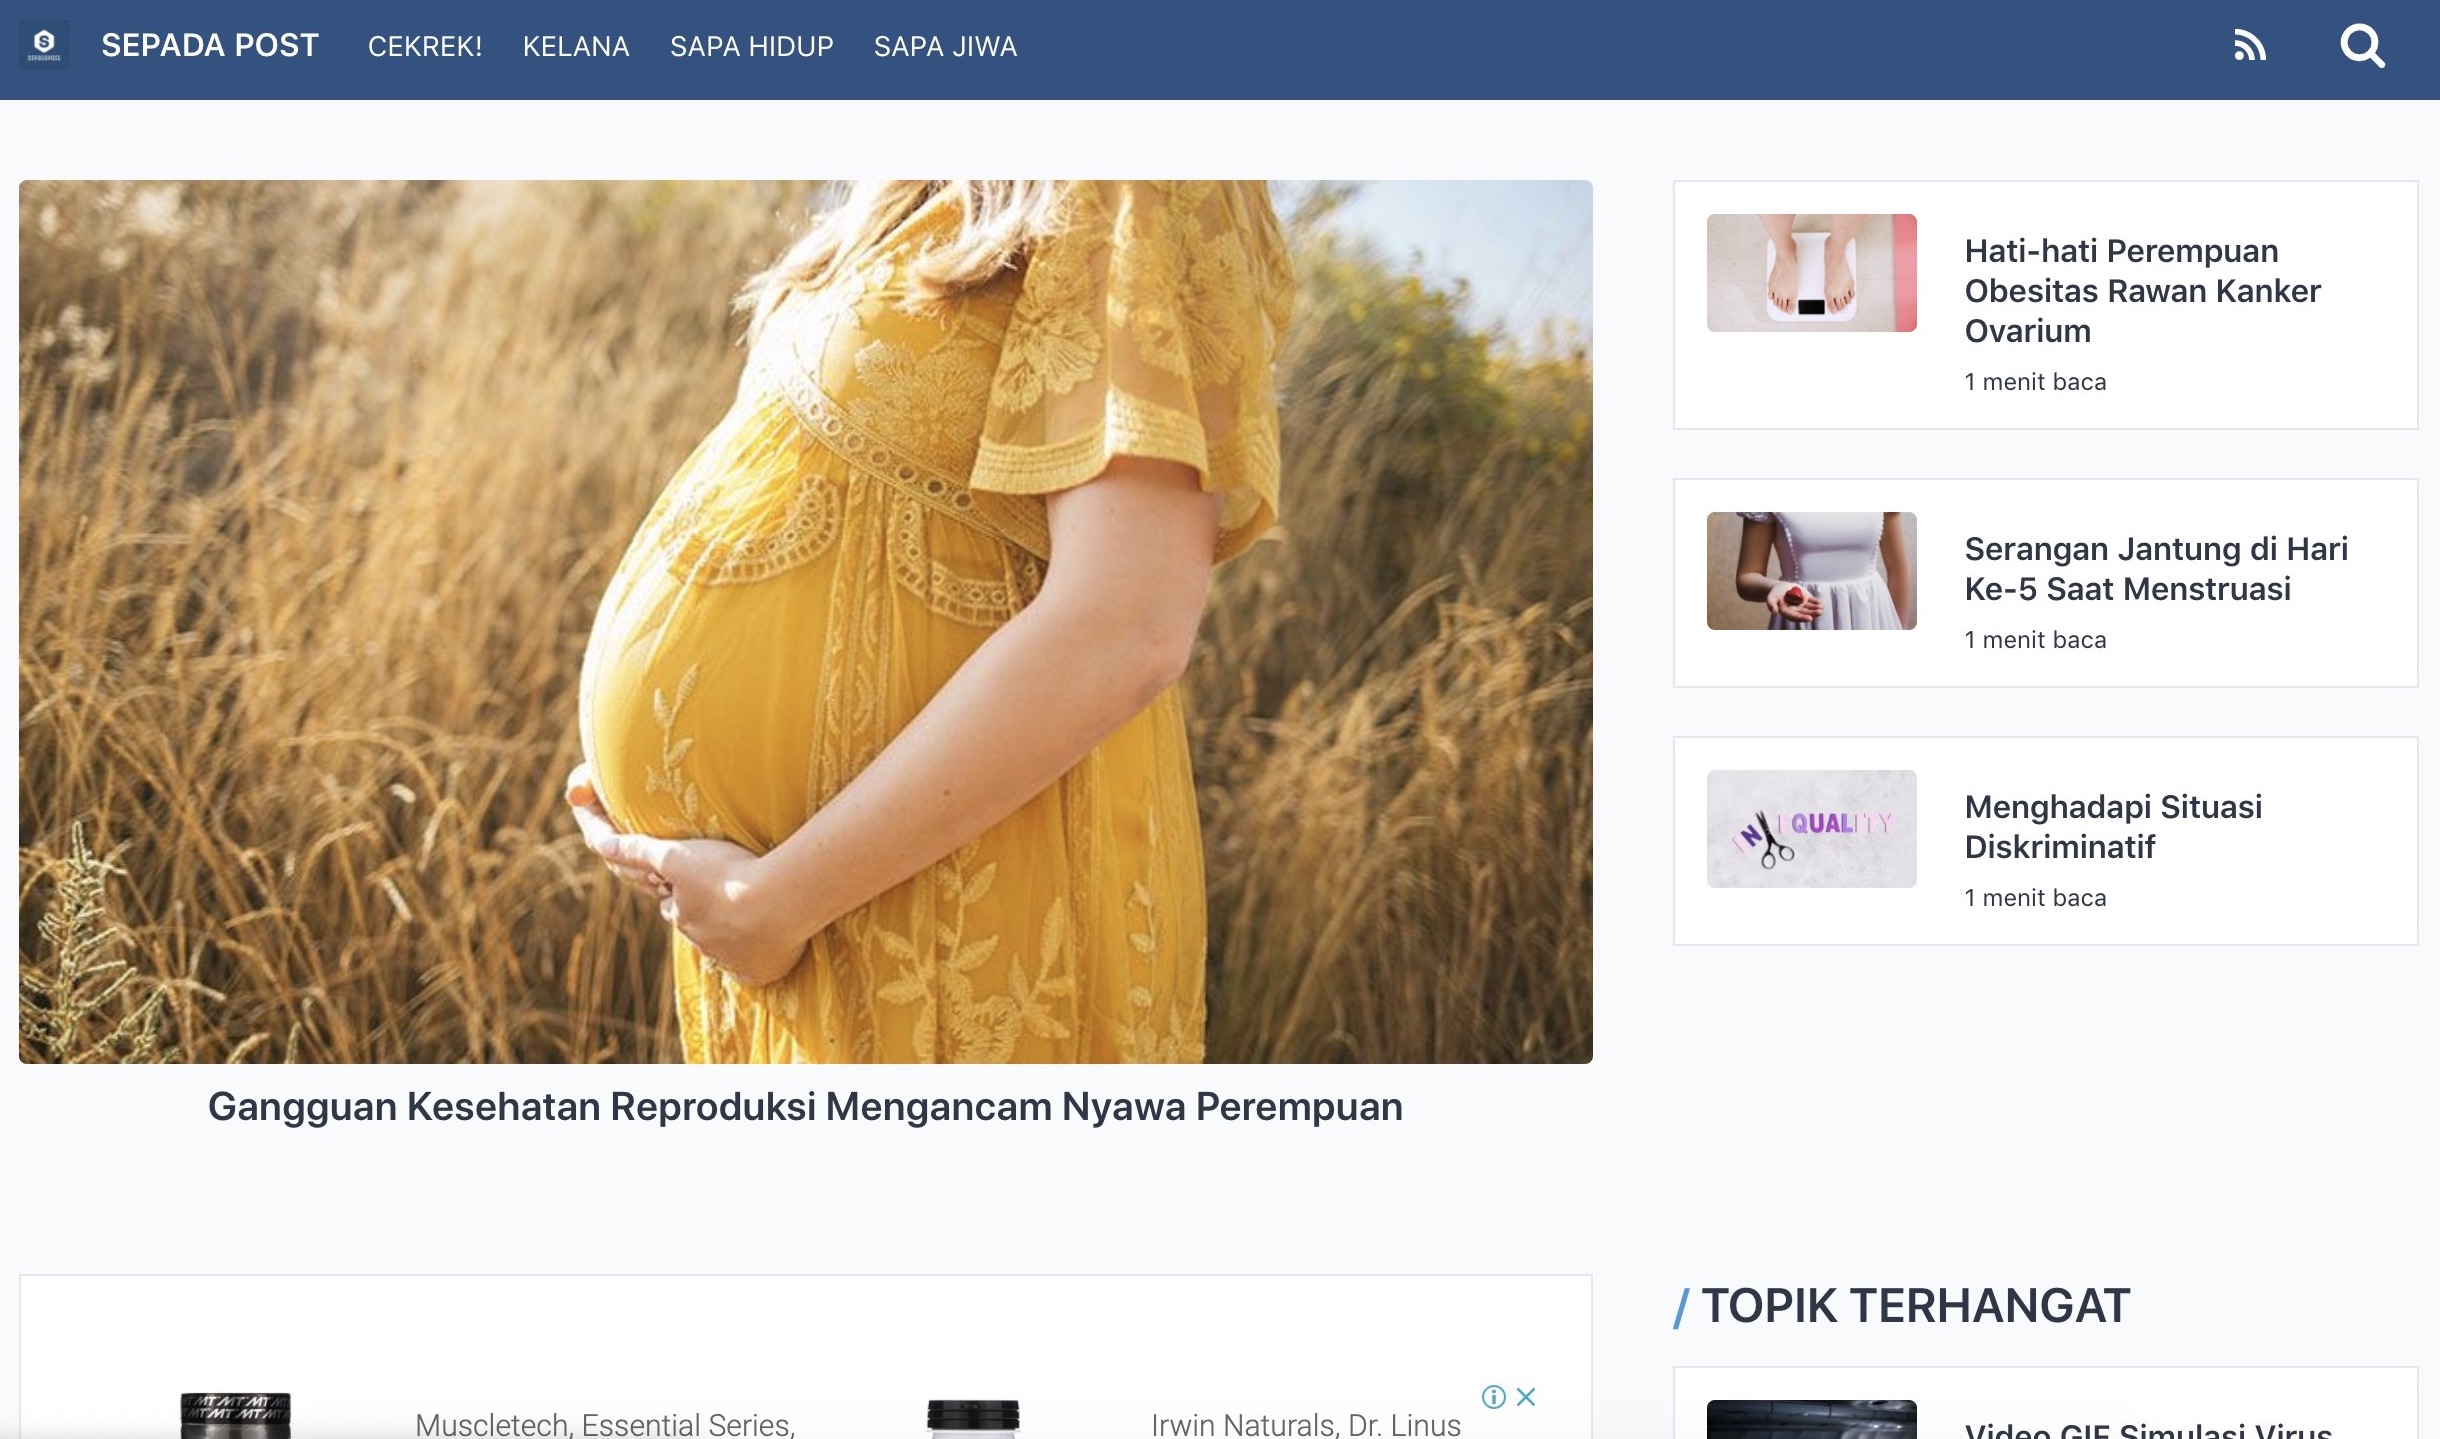 SEPADA POST
CEKREK!
KELANA
SAPA HIDUP
SAPA JIWA
Gangguan Kesehatan Reproduksi Mengancam Nyawa Perempuan
Hati-hati Perempuan
Obesitas Rawan Kanker
Ovarium
1 menit baca
Serangan Jantung di Hari
Ke-5 Saat Menstruasi
1 menit baca
INEQUALITY
Menghadapi Situasi
Diskriminatif
1 menit baca
Muscletech, Essential Series,
Irwin Naturals, Dr. Linus
/ TOPIK TERHANGAT
Video GIF Simulasi Virus